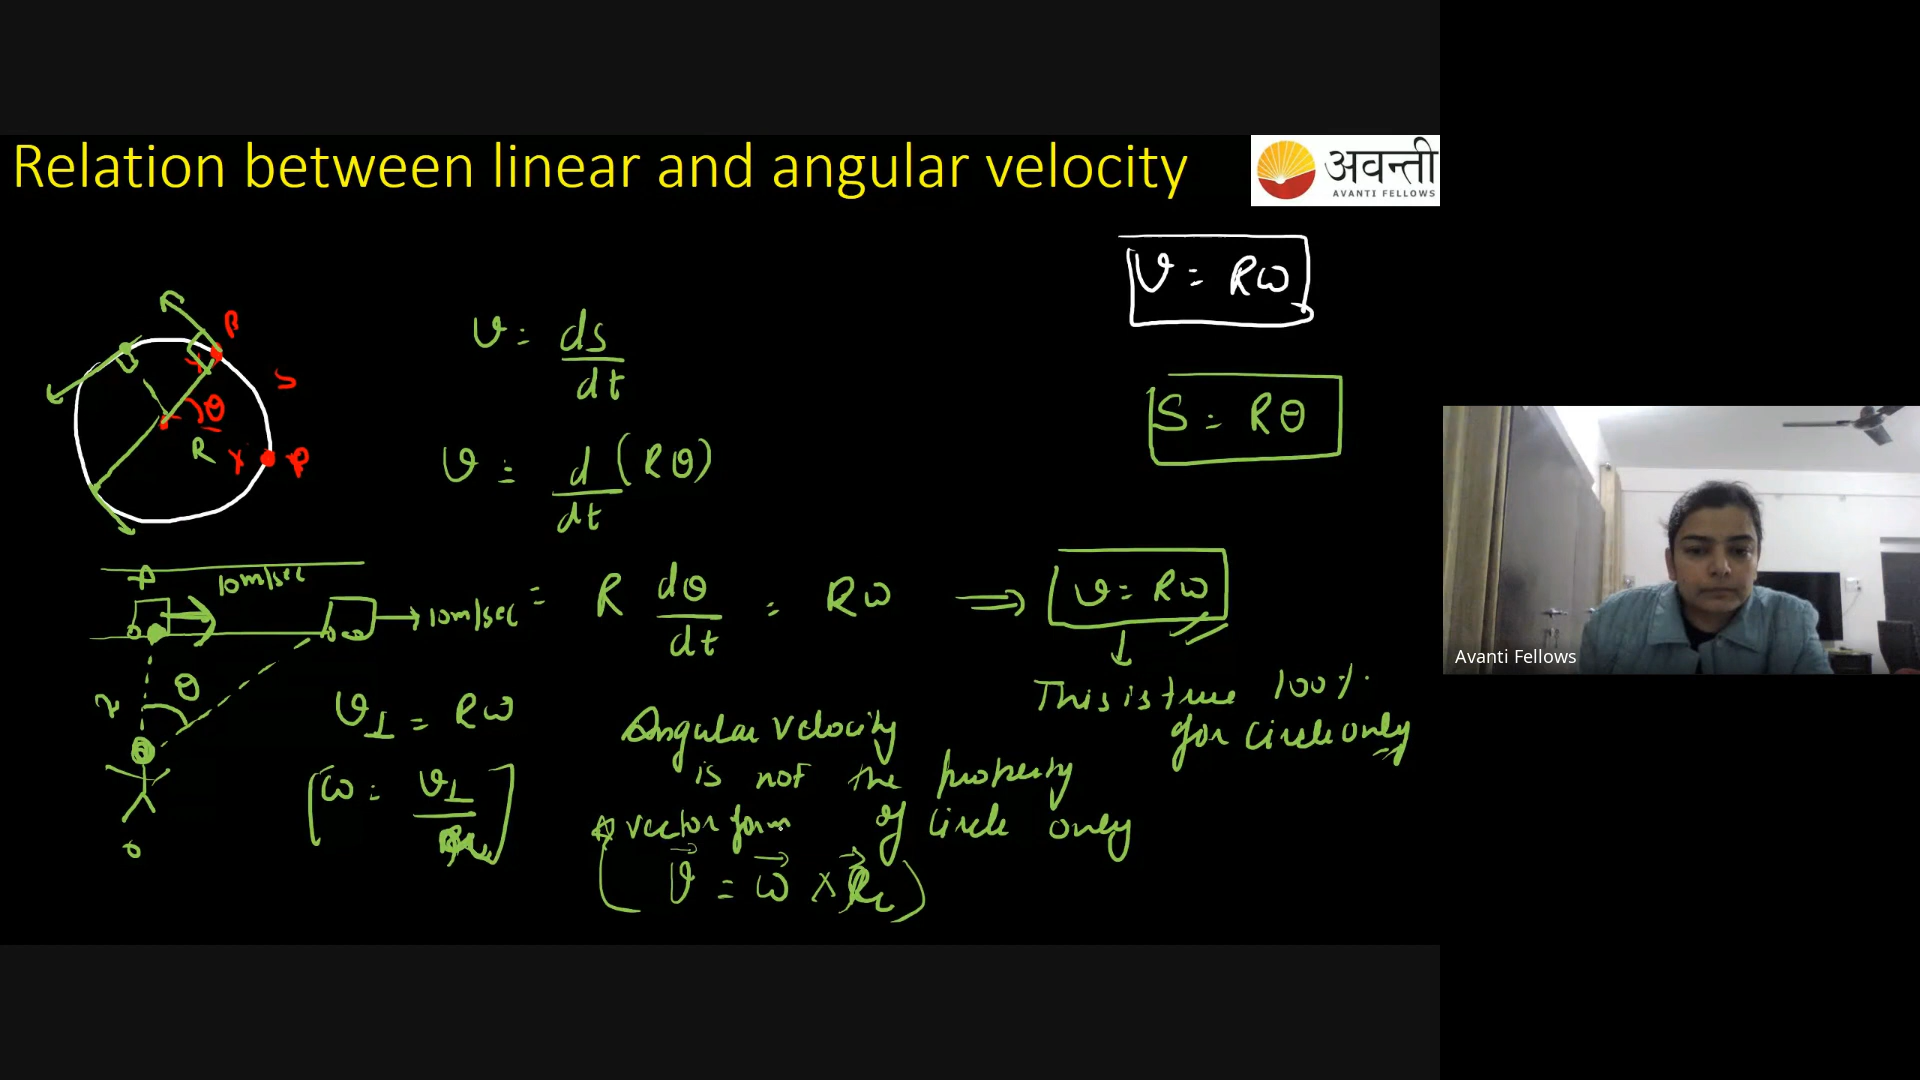 Relation between linear and angular velocity
अवन्ती
AVANTI FELLOWS
v = Rω
v = ds/dt
S = Rθ
v = d/dt (Rθ)
= R dθ/dt = Rω ⟹ v = Rω
This is true 100%
for circle only
β
S
θ
R
P
10m/sec
10m/sec
θ
v⊥ = Rω
ω = v⊥/
Angular velocity
is not the property
of circle only
vector form
v⃗ = ω⃗ ×
Avanti Fellows